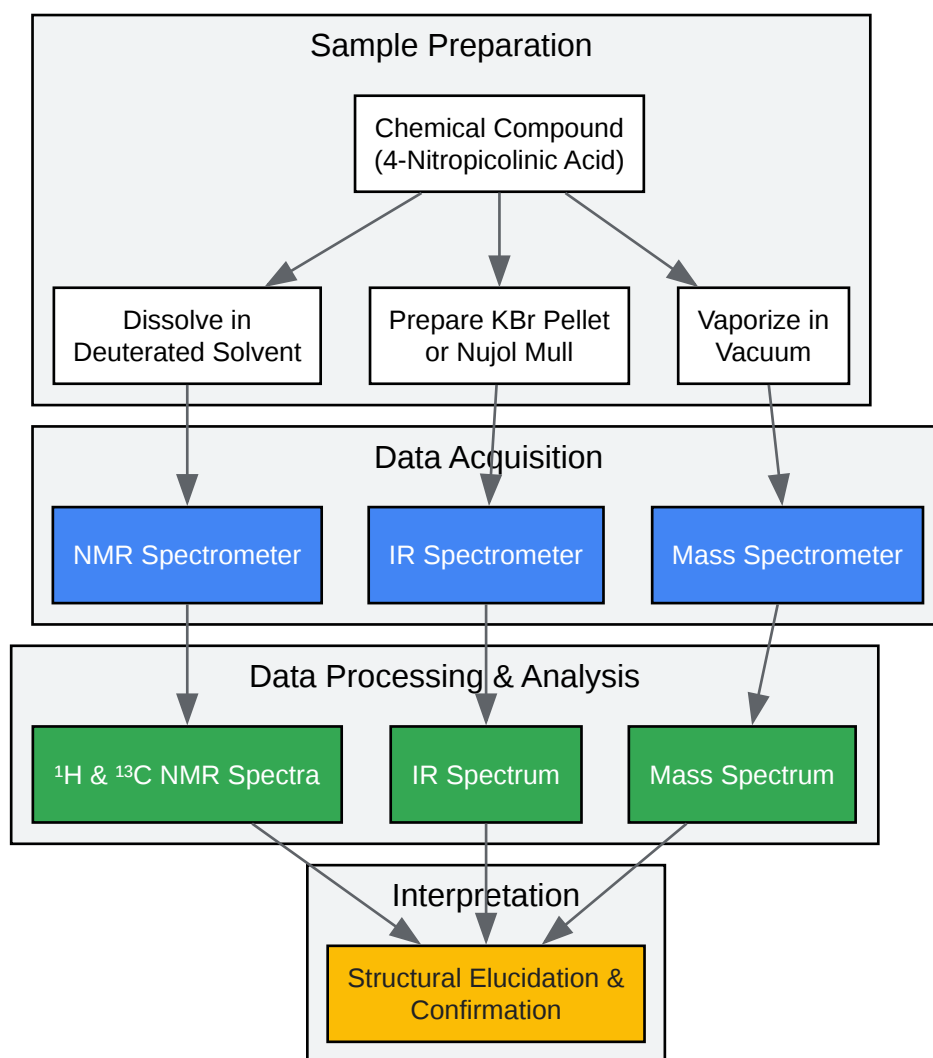 Sample Preparation
Chemical Compound
(4-Nitropicolinic Acid)
Dissolve in
Deuterated Solvent
Prepare KBr Pellet
or Nujol Mull
Vaporize in
Vacuum
Data Acquisition
NMR Spectrometer
IR Spectrometer
Mass Spectrometer
Data Processing & Analysis
¹H & ¹³C NMR Spectra
IR Spectrum
Mass Spectrum
Interpretation
Structural Elucidation &
Confirmation